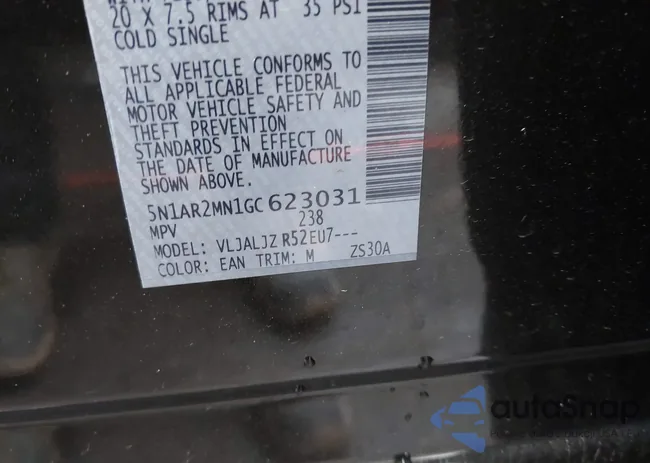 20 X 7.5 RIMS AT 35 PSI
COLD SINGLE
THIS VEHICLE CONFORMS TO
ALL APPLICABLE FEDERAL
MOTOR VEHICLE SAFETY AND
THEFT PREVENTION
STANDARDS IN EFFECT ON
THE DATE OF MANUFACTURE
SHOWN ABOVE.
5N1AR2MN1GC623031
MPV 238
MODEL: VLJALJZ R52EU7---
COLOR: EAN TRIM: M ZS30A
autoSnap